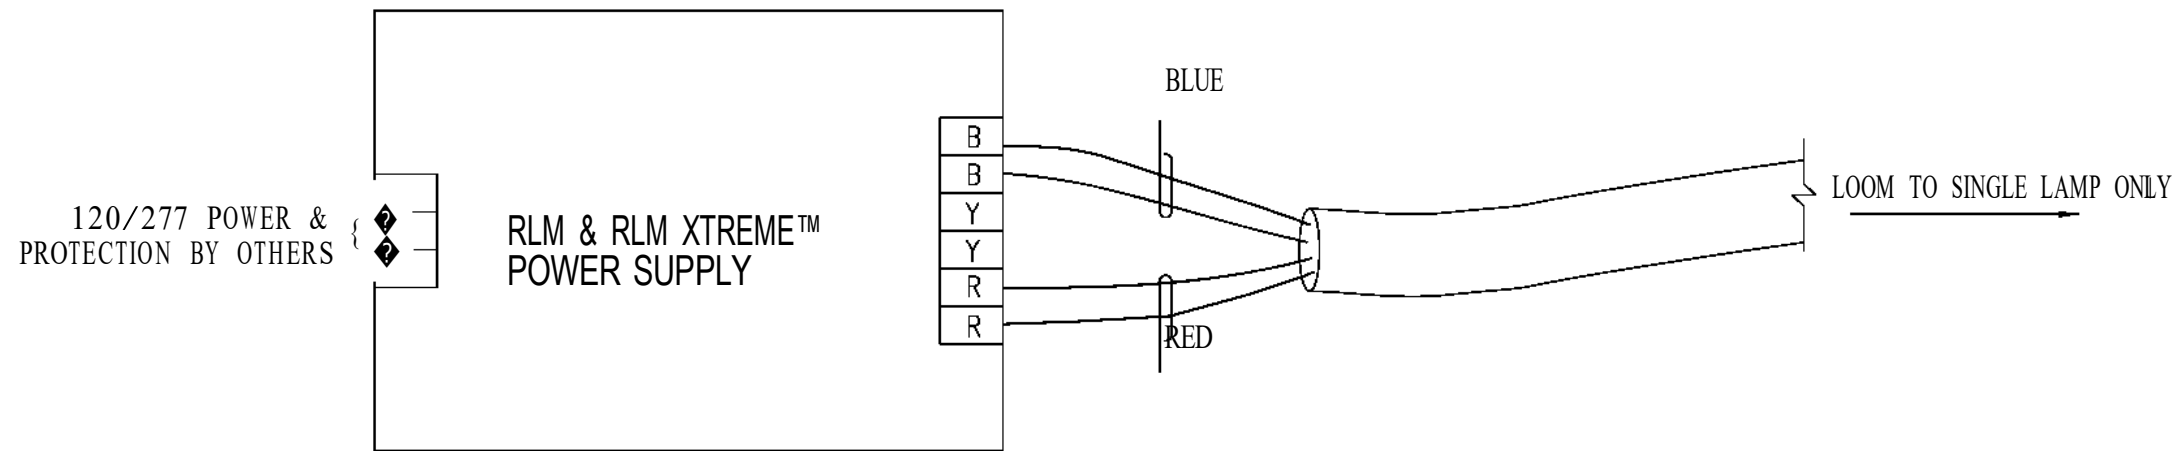 BLUE
B
B
Y
Y
R
R
120/277 POWER &
PROTECTION BY OTHERS
{
�
�
RLM & RLM XTREME™
POWER SUPPLY
RED
LOOM TO SINGLE LAMP ONLY